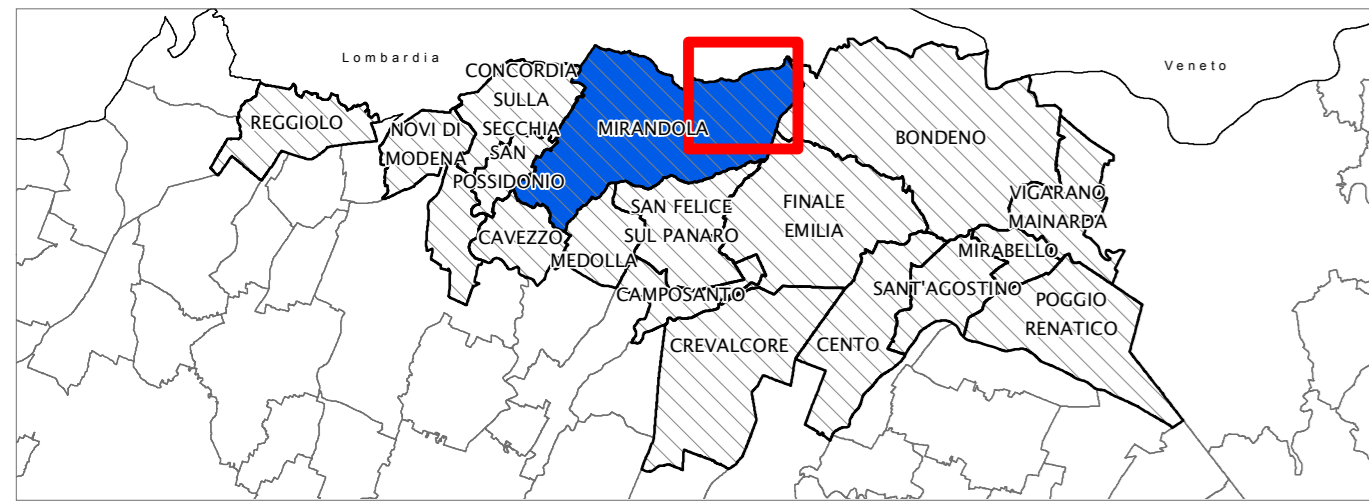 Lombardia
Veneto
CONCORDIA
SULLA
SECCHIA
REGGIOLO
NOVI DI
MODENA
SAN
POSSIDONIO
MIRANDOLA
BONDENO
CAVEZZO
MEDOLLA
SAN FELICE
SUL PANARO
FINALE
EMILIA
VIGARANO
MAINARDA
MIRABELLO
CAMPOSANTO
SANT'AGOSTINO
POGGIO
RENATICO
CREVALCORE
CENTO